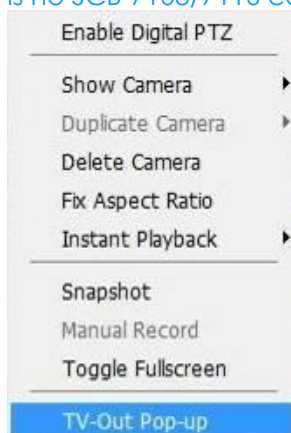 Enable Digital PTZ
Show Camera
Duplicate Camera
Delete Camera
Fix Aspect Ratio
Instant Playback
Snapshot
Manual Record
Toggle Fullscreen
TV-Out Pop-up